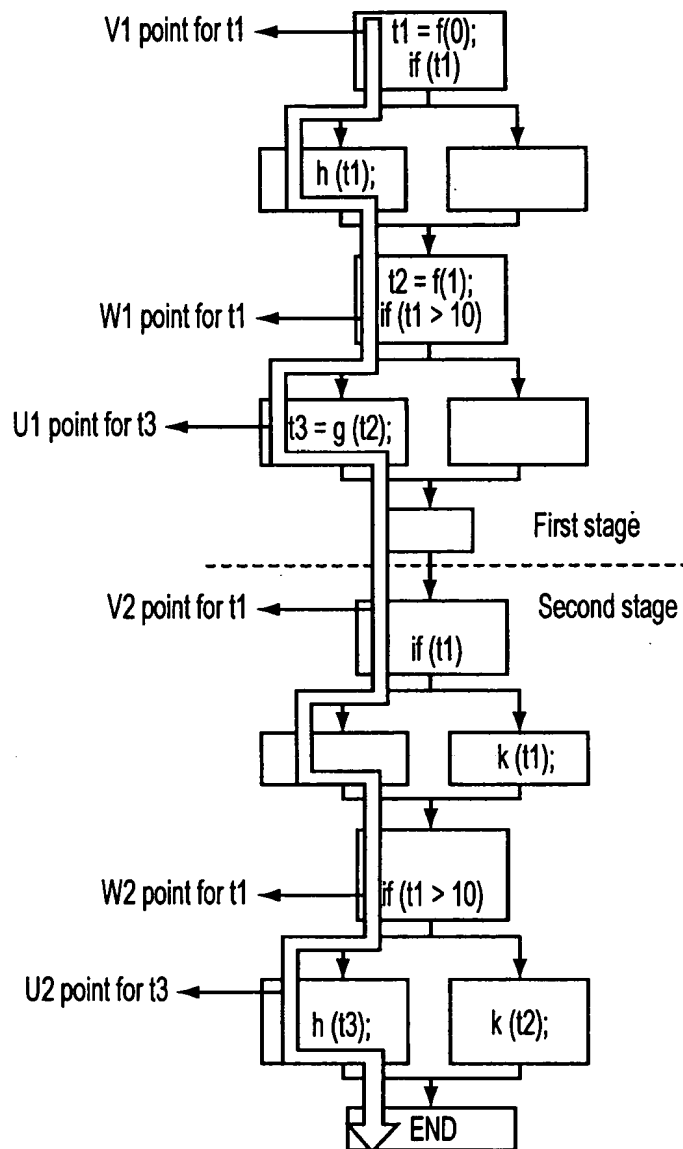 V1 point for t1
t1 = f(0);
if (t1)
h (t1);
t2 = f(1);
W1 point for t1
if (t1 > 10)
U1 point for t3
t3 = g (t2);
First stage
V2 point for t1
Second stage
if (t1)
k (t1);
W2 point for t1
if (t1 > 10)
U2 point for t3
h (t3);
k (t2);
END